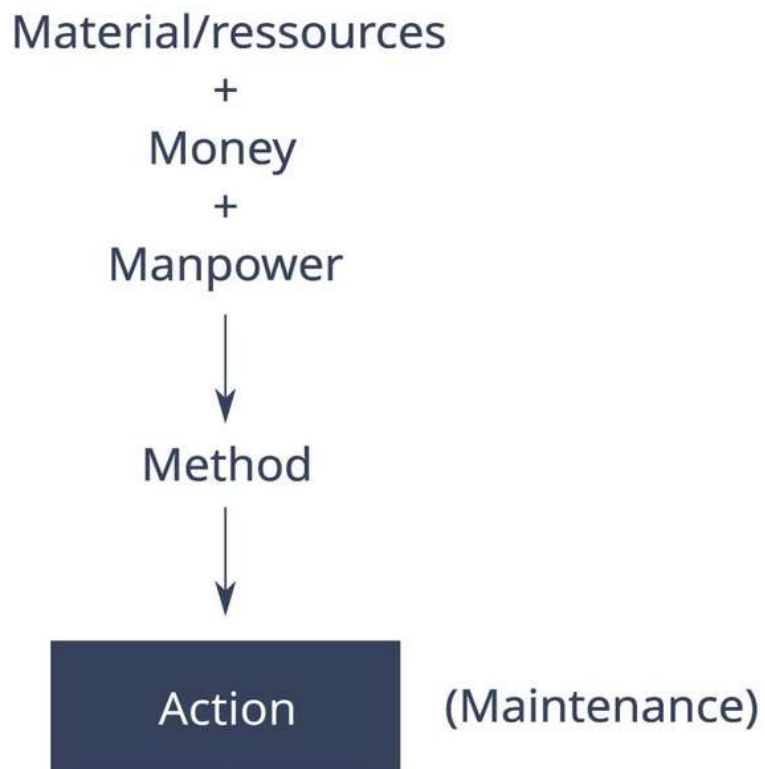 Material/ressources
+
Money
+
Manpower
Method
Action (Maintenance)